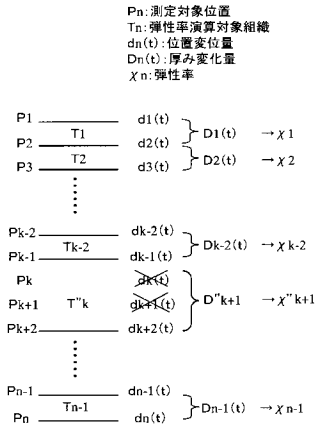 Pn:測定対象位置
Tn:弾性率演算対象組織
dn(t):位置変位量
Dn(t):厚み変化量
χn:弾性率
P1 d1(t)
T1 D1(t) →χ1
P2 d2(t)
T2 D2(t) →χ2
P3 d3(t)
Pk-2 dk-2(t)
Tk-2 Dk-2(t) →χk-2
Pk-1 dk-1(t)
Pk dk(t)
Pk+1 T"k dk+1(t) D"k+1 →χ"k+1
Pk+2 dk+2(t)
Pn-1 dn-1(t)
Tn-1 Dn-1(t) →χn-1
Pn dn(t)